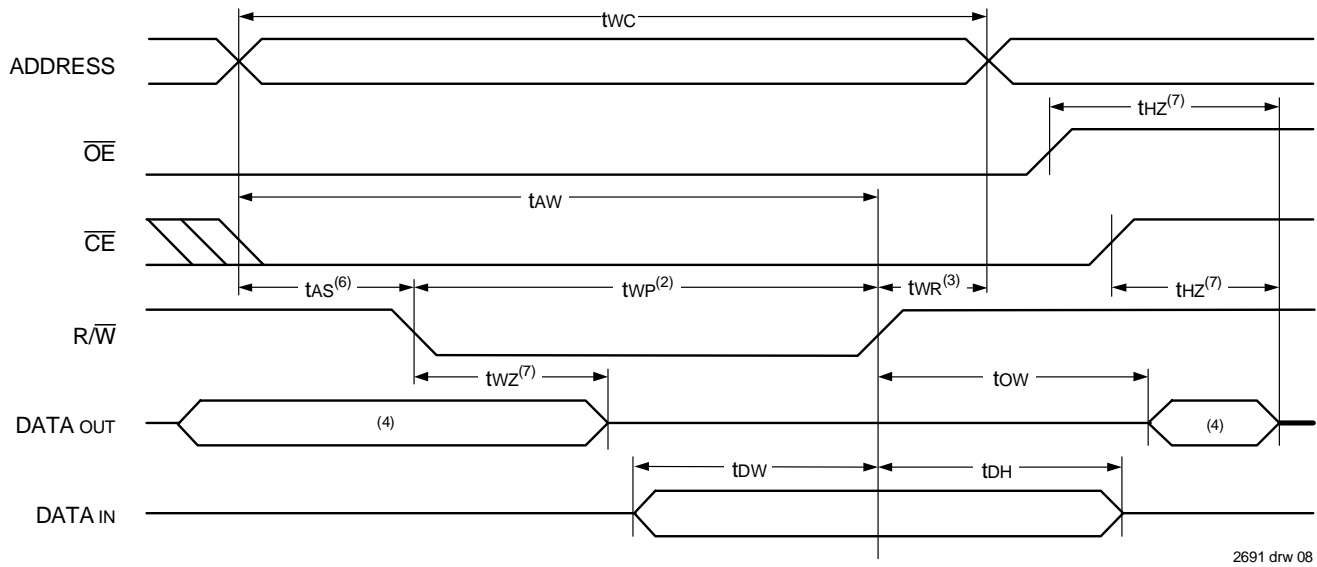 tWC
ADDRESS
tHZ(7)
OE
tAW
CE
tAS(6) tWP(2) tWR(3) tHZ(7)
R/W
tWZ(7) tOW
DATA OUT (4) (4)
tDW tDH
DATA IN
2691 drw 08